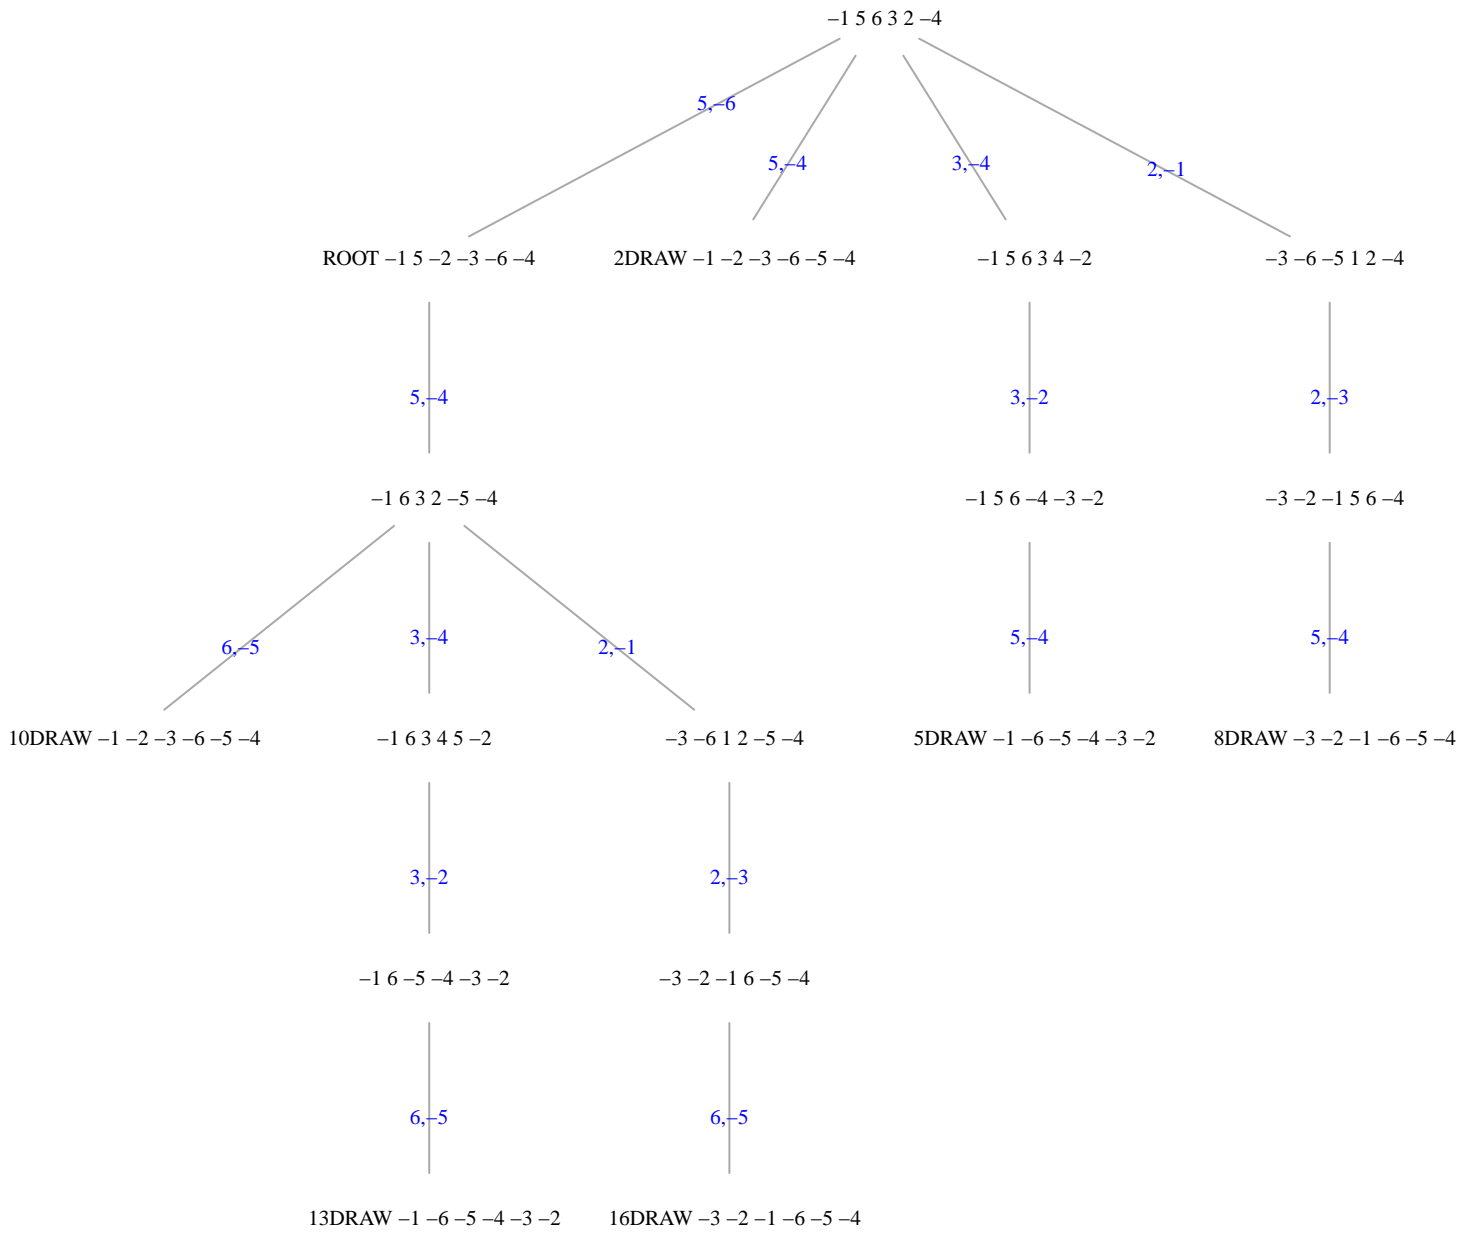 –1 5 6 3 2 –4
5,–6
5,–4
3,–4
2,–1
ROOT –1 5 –2 –3 –6 –4
2DRAW –1 –2 –3 –6 –5 –4
–1 5 6 3 4 –2
–3 –6 –5 1 2 –4
5,–4
3,–2
2,–3
–1 6 3 2 –5 –4
–1 5 6 –4 –3 –2
–3 –2 –1 5 6 –4
6,–5
3,–4
2,–1
5,–4
5,–4
10DRAW –1 –2 –3 –6 –5 –4
–1 6 3 4 5 –2
–3 –6 1 2 –5 –4
5DRAW –1 –6 –5 –4 –3 –2
8DRAW –3 –2 –1 –6 –5 –4
3,–2
2,–3
–1 6 –5 –4 –3 –2
–3 –2 –1 6 –5 –4
6,–5
6,–5
13DRAW –1 –6 –5 –4 –3 –2
16DRAW –3 –2 –1 –6 –5 –4